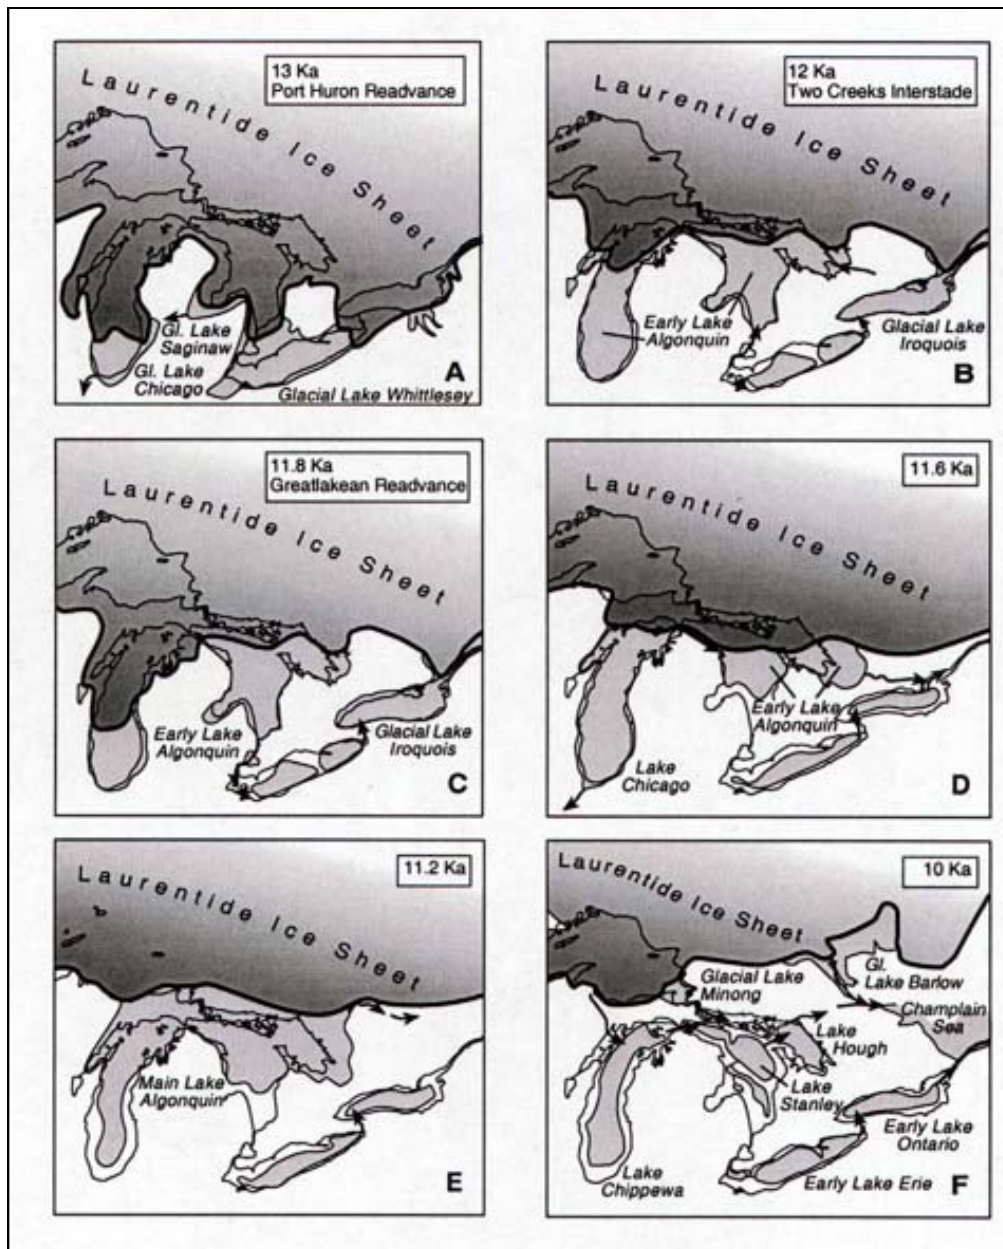 13 Ka
Port Huron Readvance
Laurentide Ice Sheet
Gl. Lake
Saginaw
Gl. Lake
Chicago
Glacial Lake Whittlesey
A
12 Ka
Two Creeks Interstade
Laurentide Ice Sheet
Early Lake
Algonquin
Glacial Lake
Iroquois
B
11.8 Ka
Greatlakean Readvance
Laurentide Ice Sheet
Early Lake
Algonquin
Glacial Lake
Iroquois
C
11.6 Ka
Laurentide Ice Sheet
Early Lake
Algonquin
Lake
Chicago
D
11.2 Ka
Laurentide Ice Sheet
Main Lake
Algonquin
E
10 Ka
Laurentide Ice Sheet
Gl.
Lake Barlow
Glacial Lake
Minong
Champlain
Sea
Lake
Hough
Lake
Stanley
Early Lake
Ontario
Lake
Chippewa
Early Lake Erie
F